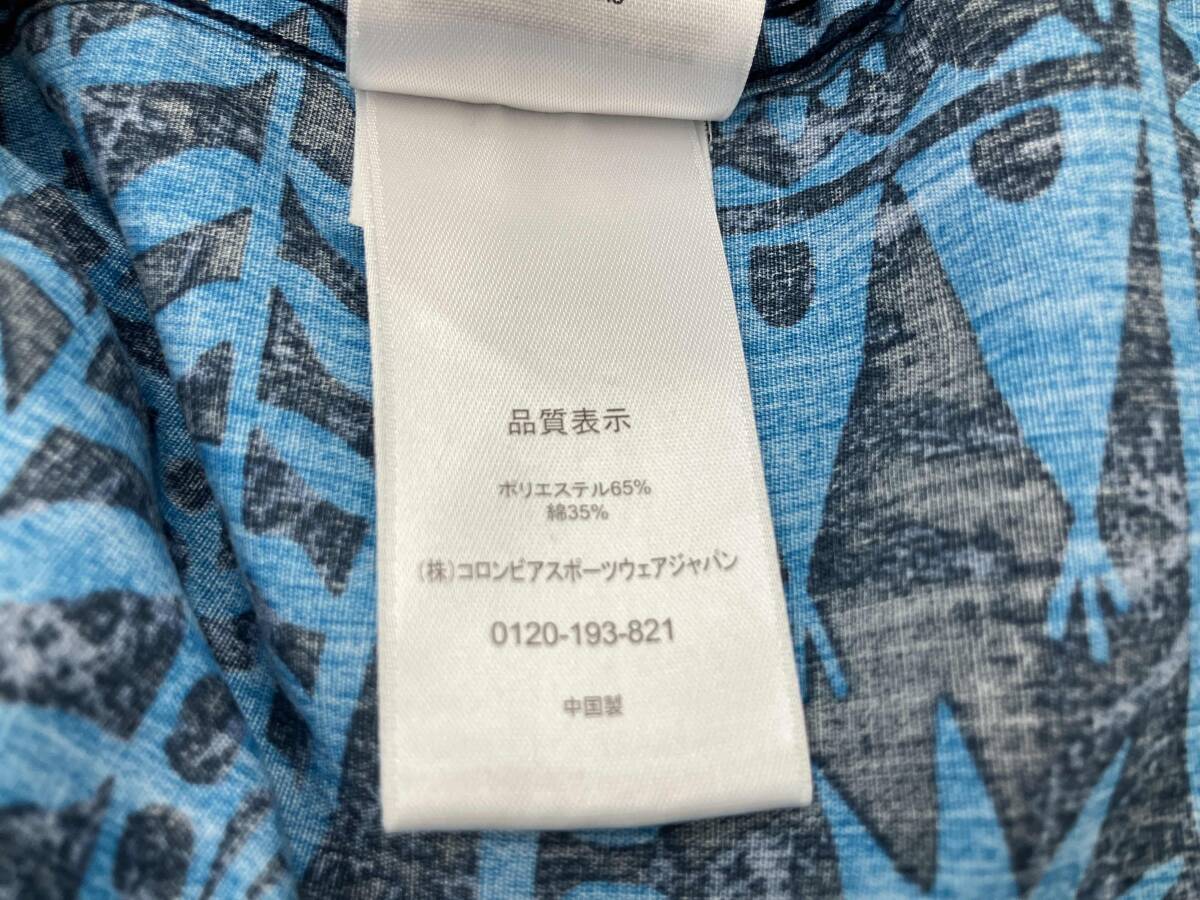 品質表示
ポリエステル65%
綿35%
(株)コロンビアスポーツウェアジャパン
0120-193-821
中国製